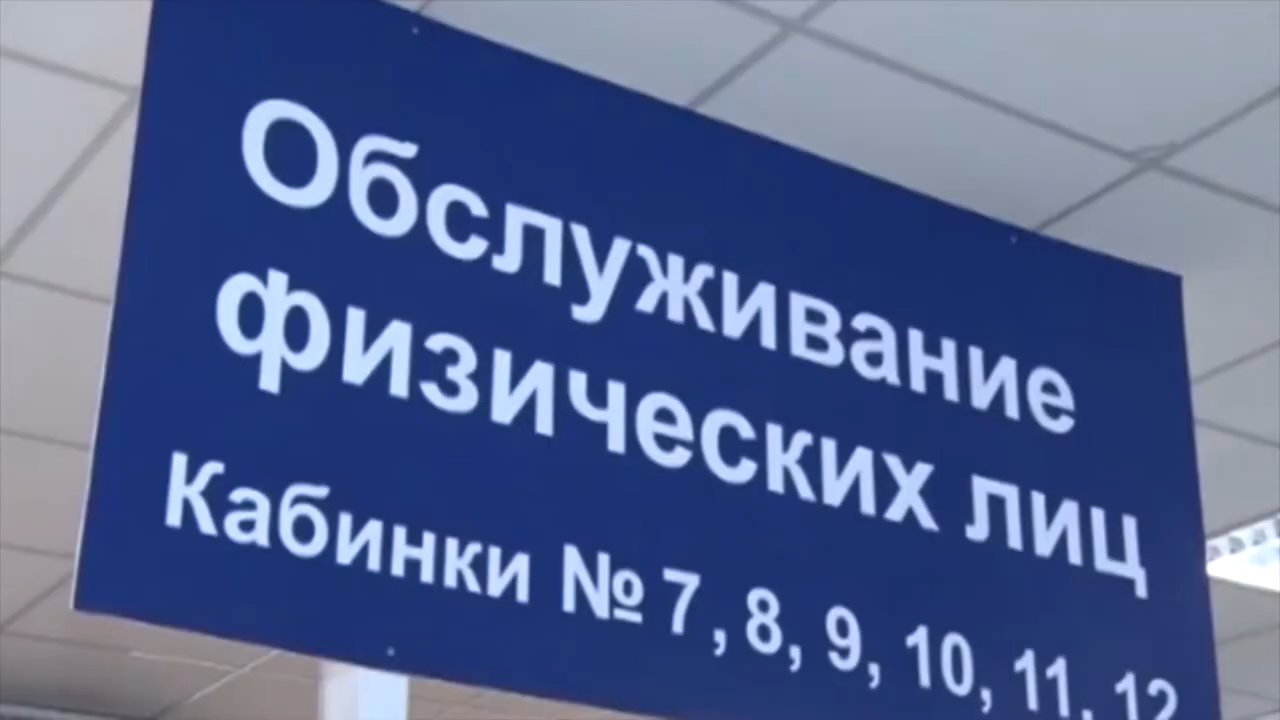 Обслуживание
физических лиц
Кабинки № 7, 8, 9, 10, 11, 12